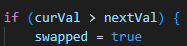 if (curVal > nextVal) {
    swapped = true